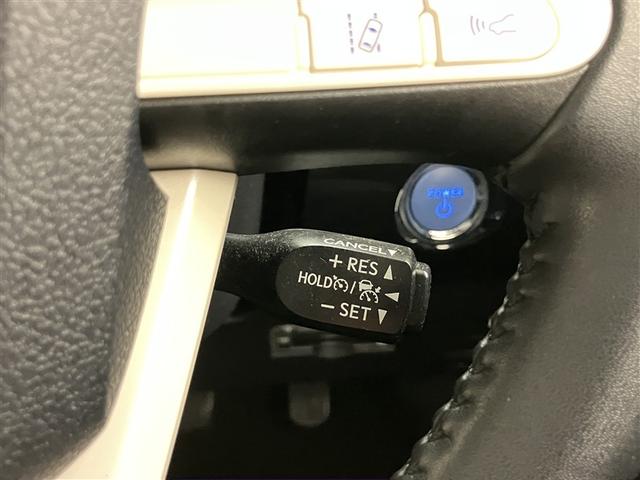 POWER
CANCEL▼
+ RES ▲
HOLD /
− SET ▼